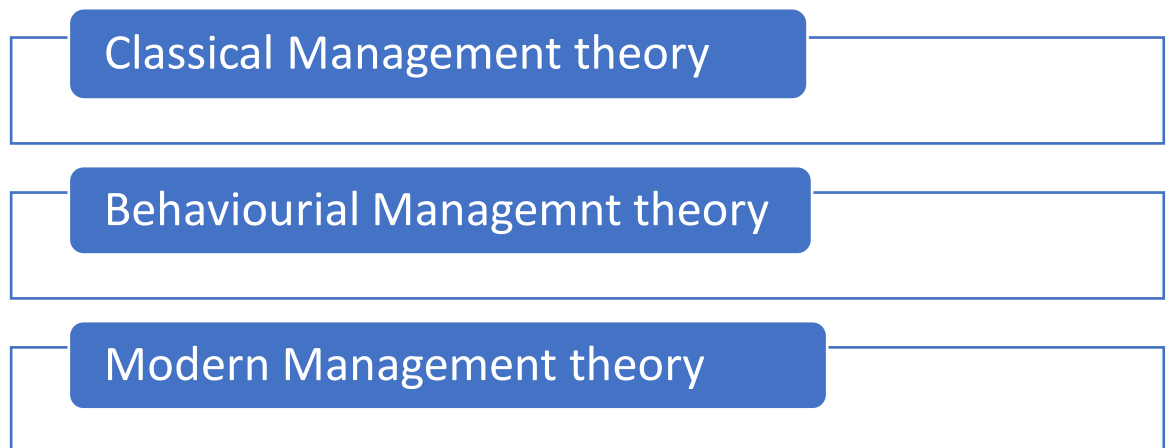 Classical Management theory
Behaviourial Managemnt theory
Modern Management theory